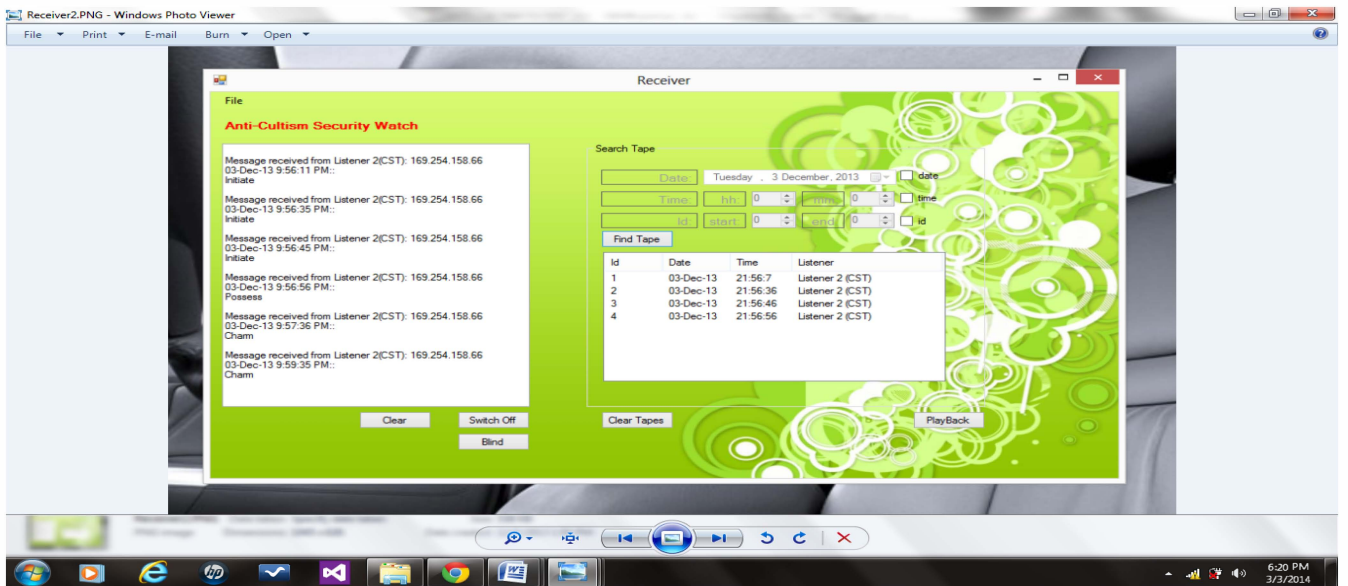 Receiver2.PNG - Windows Photo Viewer
File Print E-mail Burn Open
Receiver
File
Anti-Cultism Security Watch
Message received from Listener 2(CST): 169.254.158.66
03-Dec-13 9:56:11 PM::
Initiate
Message received from Listener 2(CST): 169.254.158.66
03-Dec-13 9:56:35 PM::
Initiate
Message received from Listener 2(CST): 169.254.158.66
03-Dec-13 9:56:45 PM::
Initiate
Message received from Listener 2(CST): 169.254.158.66
03-Dec-13 9:56:56 PM::
Possess
Message received from Listener 2(CST): 169.254.158.66
03-Dec-13 9:57:36 PM::
Charm
Message received from Listener 2(CST): 169.254.158.66
03-Dec-13 9:59:35 PM::
Charm
Clear Switch Off
Blind
Search Tape
Date: Tuesday , 3 December, 2013 date
Time: hh: 0 mm: 0 time
Id: start: 0 end: 0 id
Find Tape
Id Date Time Listener
1 03-Dec-13 21:56:7 Listener 2 (CST)
2 03-Dec-13 21:56:36 Listener 2 (CST)
3 03-Dec-13 21:56:46 Listener 2 (CST)
4 03-Dec-13 21:56:56 Listener 2 (CST)
Clear Tapes PlayBack
6:20 PM
3/3/2014